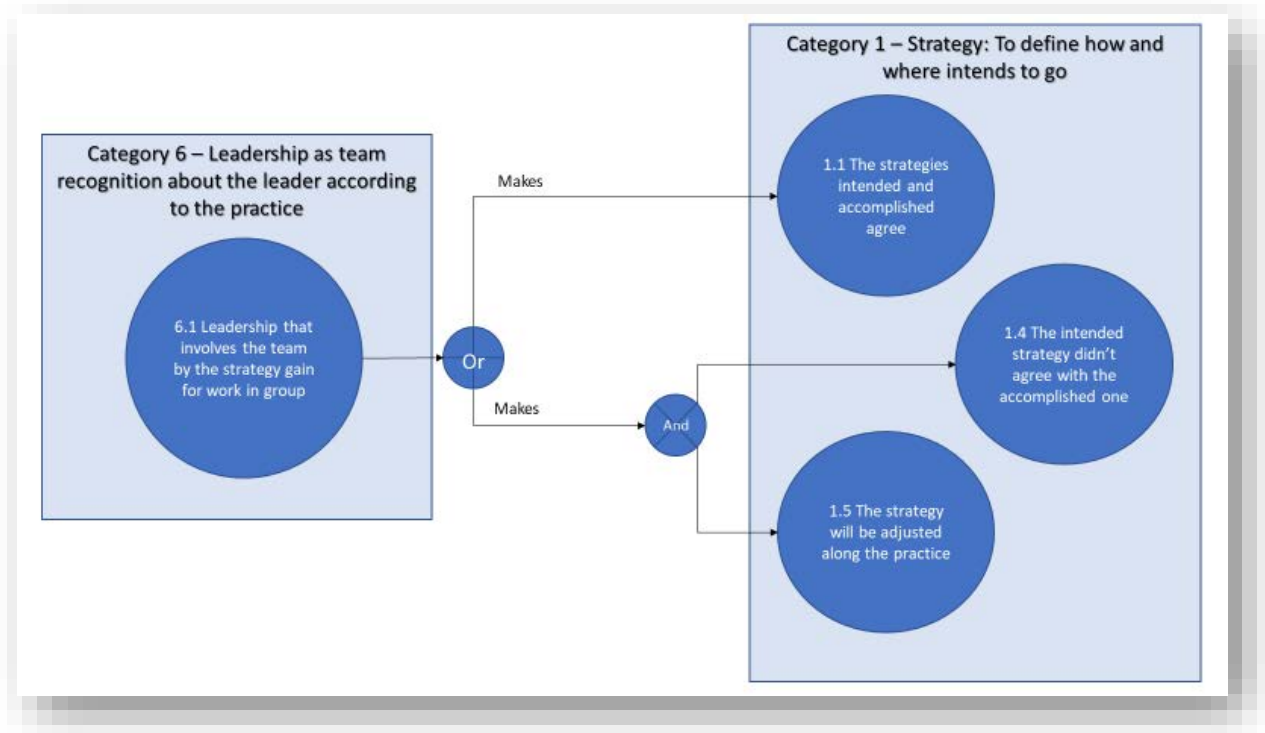 Category 6 – Leadership as team
recognition about the leader according
to the practice
6.1 Leadership that
involves the team
by the strategy gain
for work in group
Or
Makes
Makes
And
Category 1 – Strategy: To define how and
where intends to go
1.1 The strategies
intended and
accomplished
agree
1.4 The intended
strategy didn't
agree with the
accomplished one
1.5 The strategy
will be adjusted
along the practice